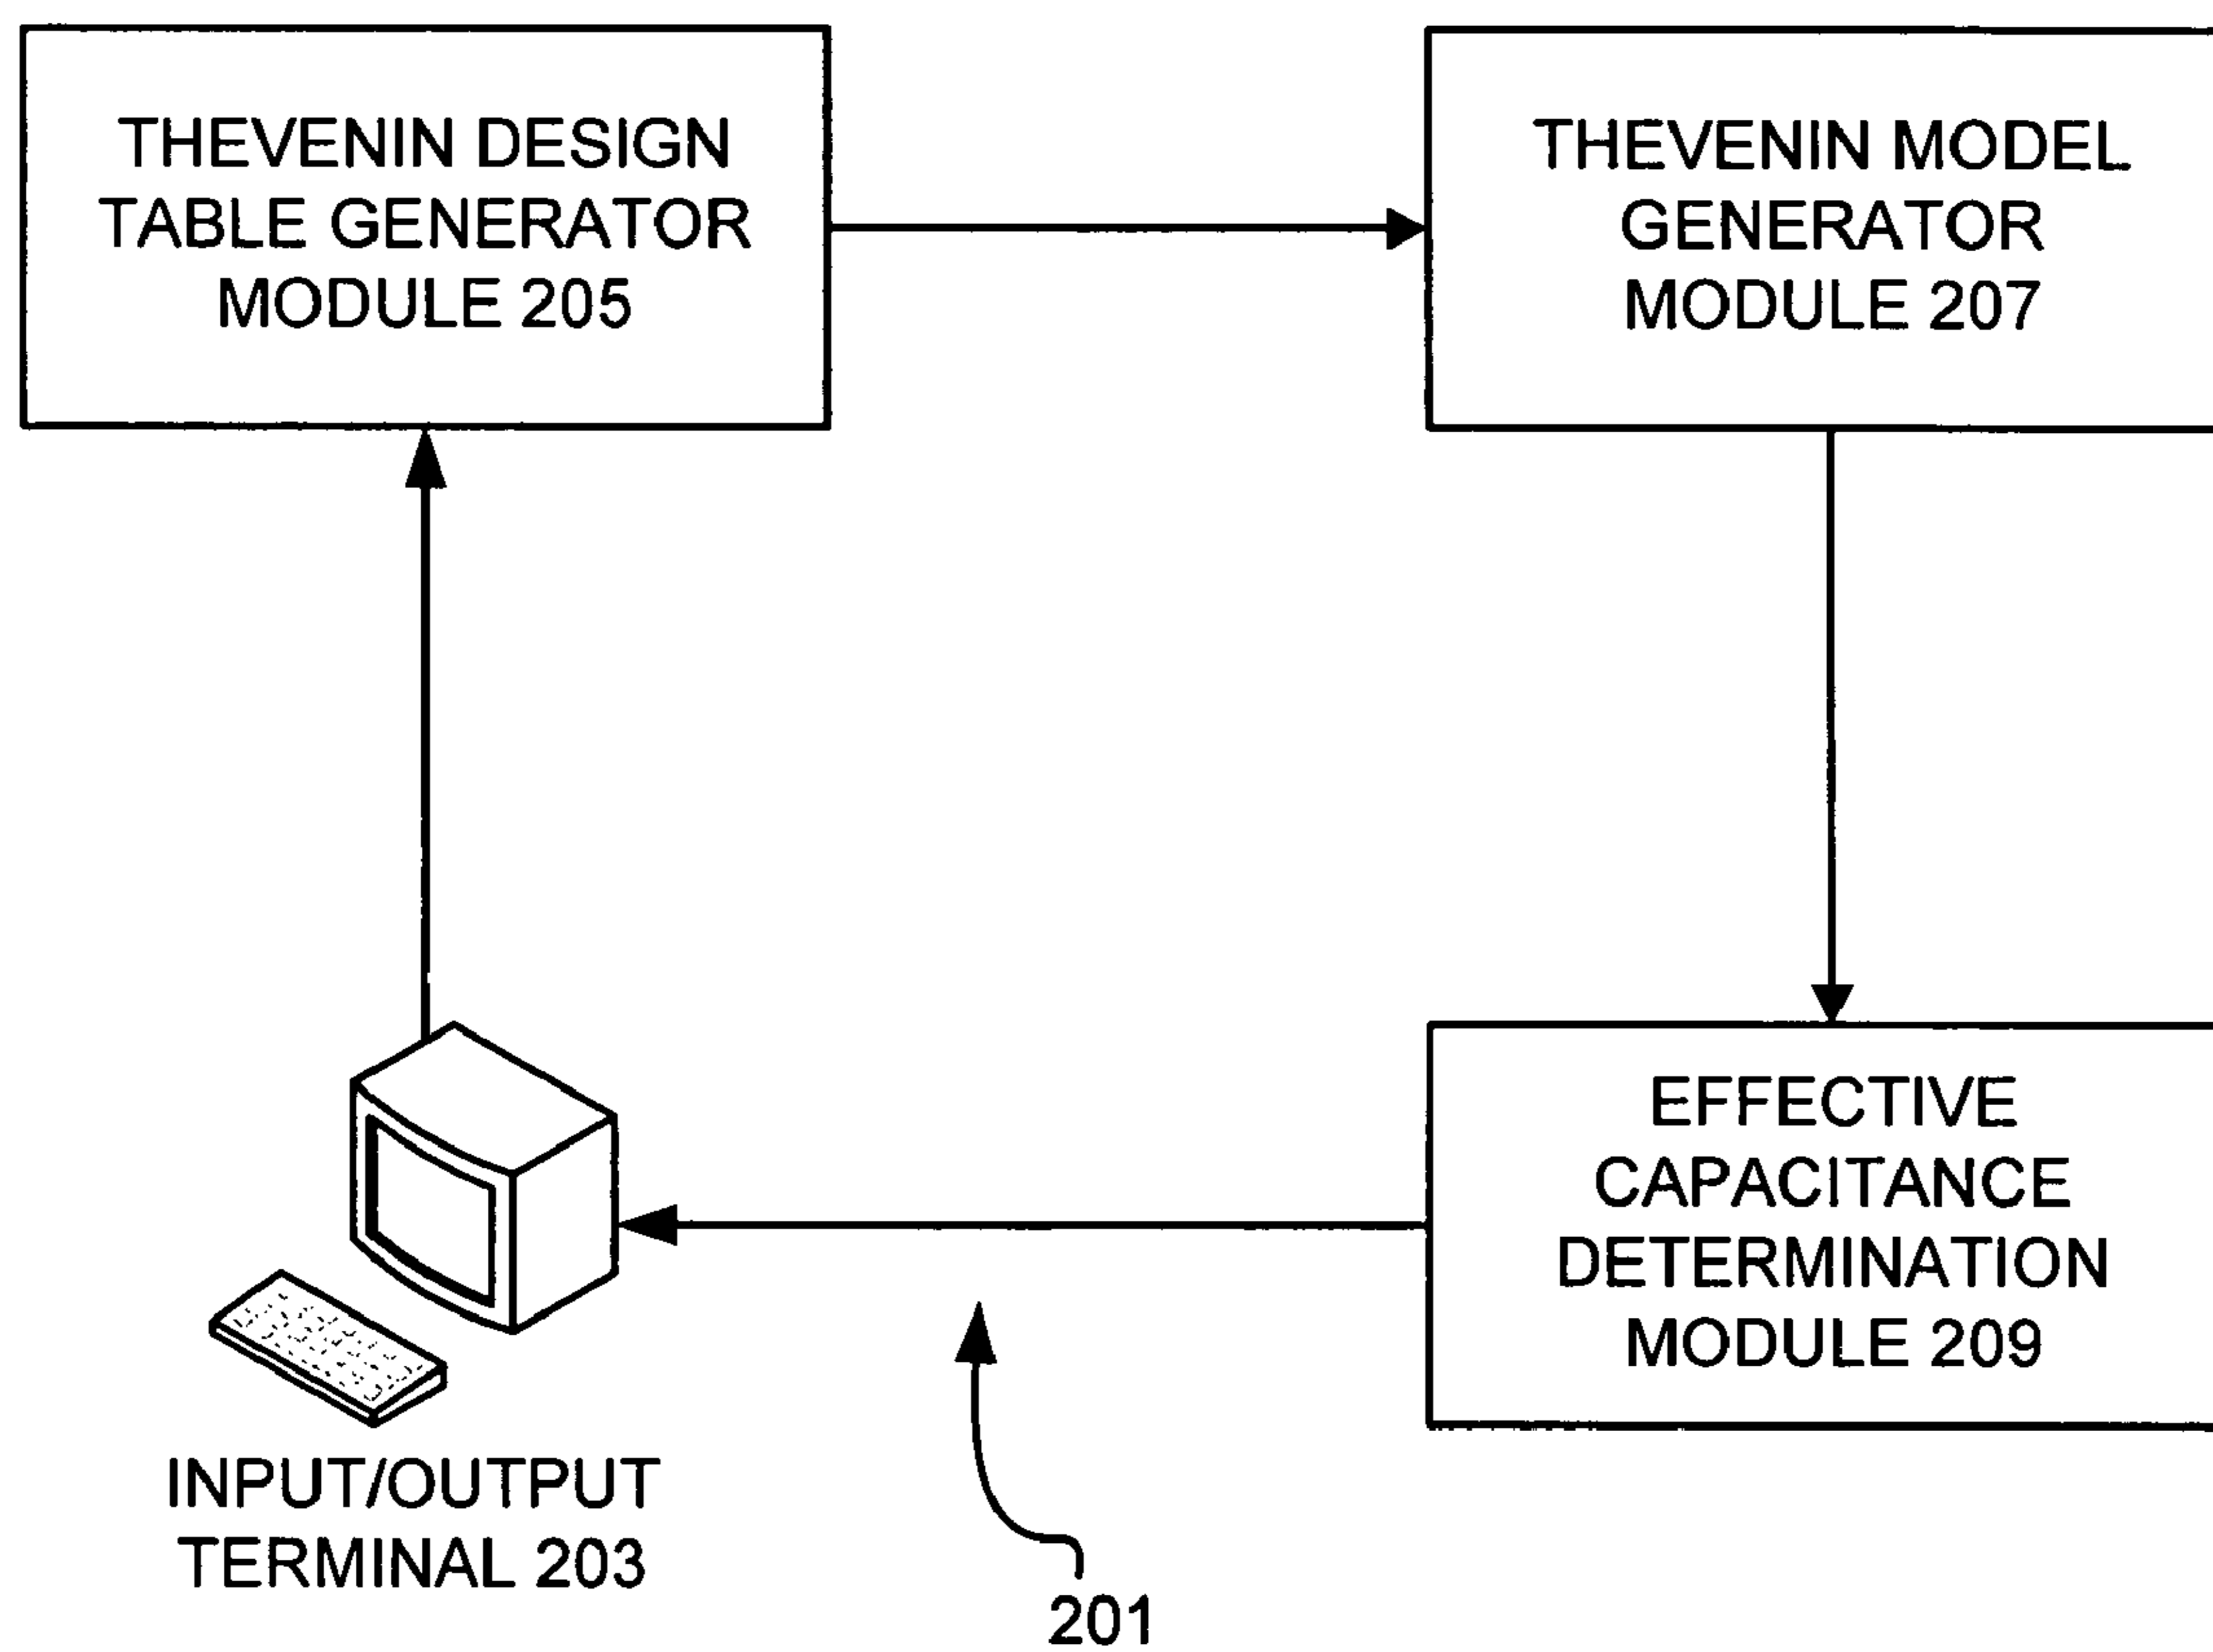 THEVENIN DESIGN
TABLE GENERATOR
MODULE 205
THEVENIN MODEL
GENERATOR
MODULE 207
EFFECTIVE
CAPACITANCE
DETERMINATION
MODULE 209
INPUT/OUTPUT
TERMINAL 203
201